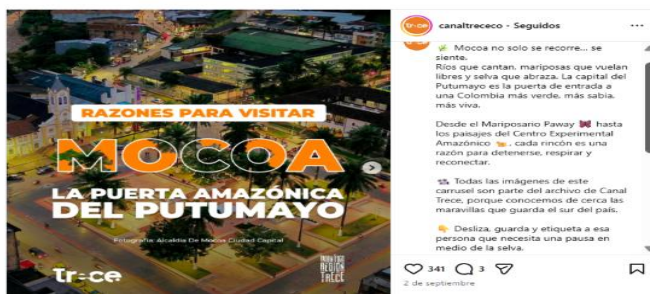 RAZONES PARA VISITAR
MOCOA
LA PUERTA AMAZÓNICA
DEL PUTUMAYO
Fotografía: Alcaldía De Mocoa Ciudad Capital
tr:ce
REGIÓN
TRECE
canaltrececo • Seguidos
Mocoa no solo se recorre... se
siente.
Ríos que cantan, mariposas que vuelan
libres y selva que abraza. La capital del
Putumayo es la puerta de entrada a
una Colombia más verde, más sabia,
más viva.
Desde el Mariposario Paway 🦋 hasta
los paisajes del Centro Experimental
Amazónico 🐒, cada rincón es una
razón para detenerse, respirar y
reconectar.
Todas las imágenes de este
carrusel son parte del archivo de Canal
Trece, porque conocemos de cerca las
maravillas que guarda el sur del país.
👇 Desliza, guarda y etiqueta a esa
persona que necesita una pausa en
medio de la selva.
341 3
2 de septiembre